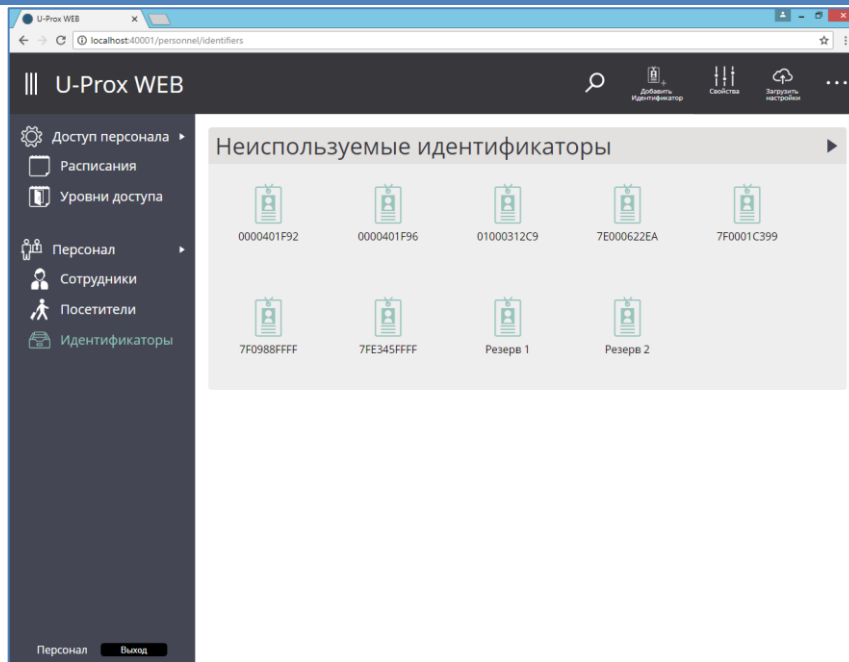 U-Prox WEB
localhost:40001/personnel/identifiers
U-Prox WEB
Добавить
Идентификатор
Свойства
Загрузить
настройки
Доступ персонала
Расписания
Уровни доступа
Персонал
Сотрудники
Посетители
Идентификаторы
Неиспользуемые идентификаторы
0000401F92 0000401F96 01000312C9 7E000622EA 7F0001C399
7F0988FFFF 7FE345FFFF Резерв 1 Резерв 2
Персонал Выход